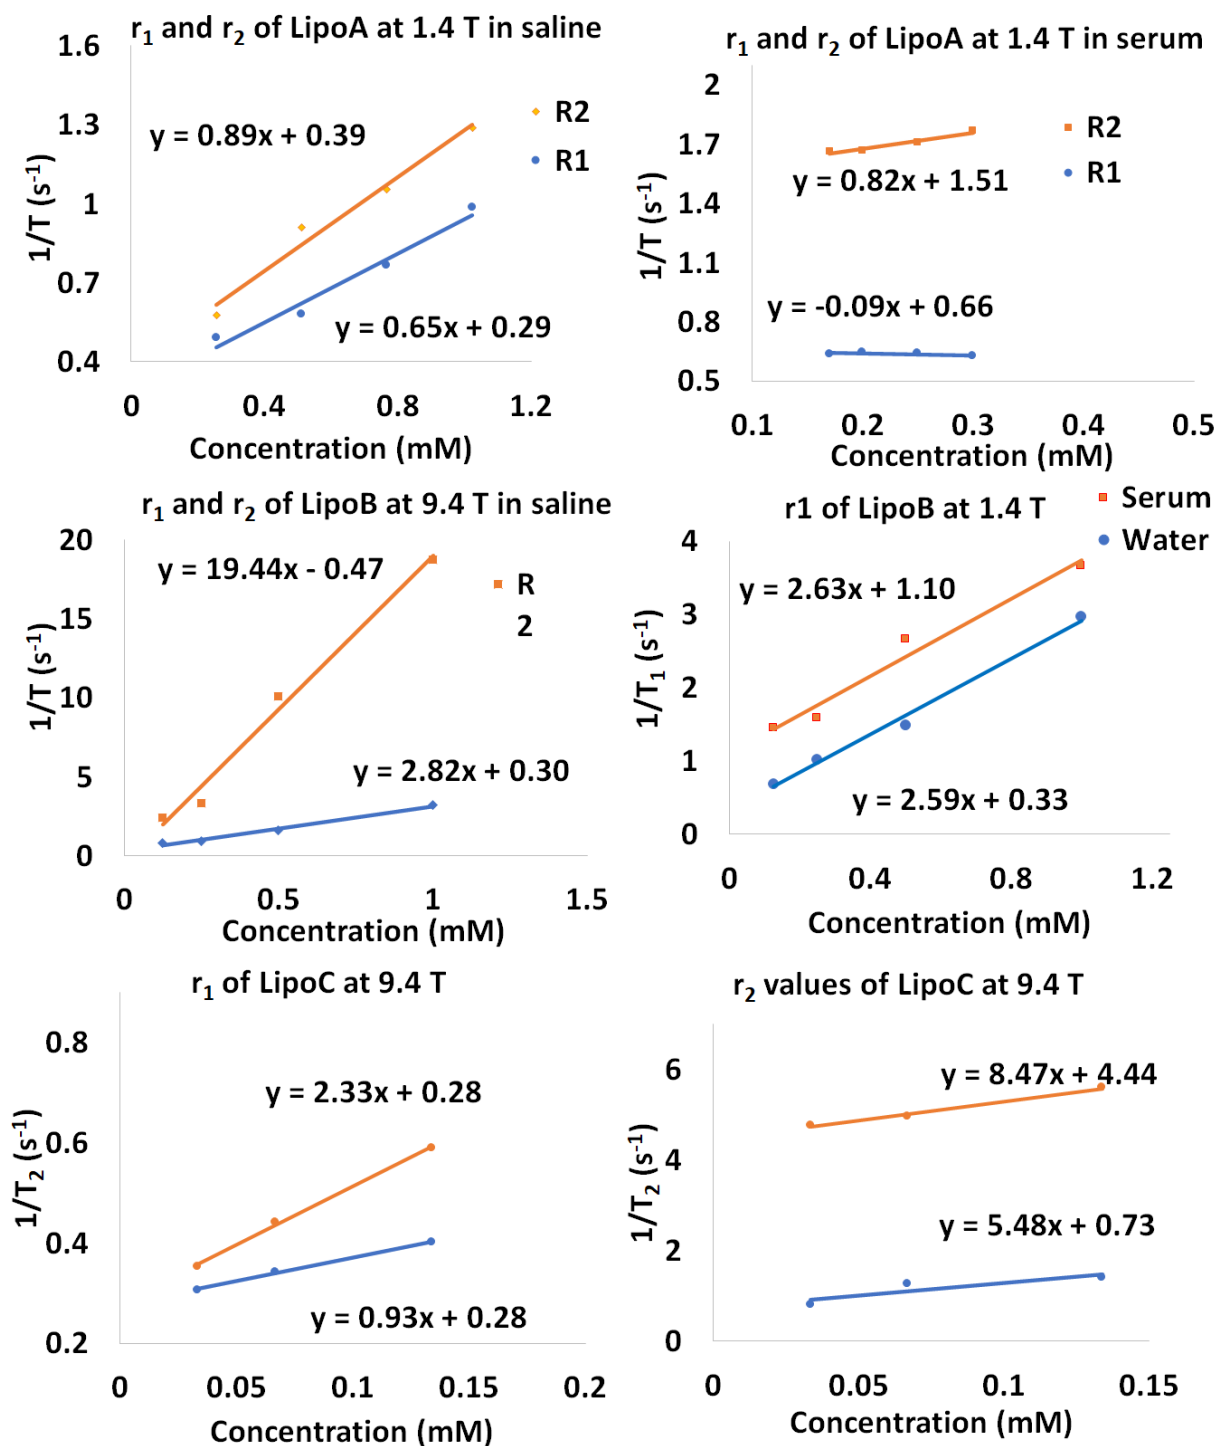 r₁ and r₂ of LipoA at 1.4 T in saline
1.6
1.3
1
0.7
0.4
1/T (s⁻¹)
y = 0.89x + 0.39
R2
R1
y = 0.65x + 0.29
0 0.4 0.8 1.2
Concentration (mM)
r₁ and r₂ of LipoA at 1.4 T in serum
2
1.7
1.4
1.1
0.8
0.5
1/T (s⁻¹)
R2
R1
y = 0.82x + 1.51
y = -0.09x + 0.66
0.1 0.2 0.3 0.4 0.5
Concentration (mM)
r₁ and r₂ of LipoB at 9.4 T in saline
20
15
10
5
0
1/T (s⁻¹)
y = 19.44x - 0.47
R
2
y = 2.82x + 0.30
0 0.5 1 1.5
Concentration (mM)
r1 of LipoB at 1.4 T
Serum
Water
4
3
2
1
0
1/T₁ (s⁻¹)
y = 2.63x + 1.10
y = 2.59x + 0.33
0 0.4 0.8 1.2
Concentration (mM)
r₁ of LipoC at 9.4 T
0.8
0.6
0.4
0.2
1/T₂ (s⁻¹)
y = 2.33x + 0.28
y = 0.93x + 0.28
0 0.05 0.1 0.15 0.2
Concentration (mM)
r₂ values of LipoC at 9.4 T
6
4
2
0
1/T₂ (s⁻¹)
y = 8.47x + 4.44
y = 5.48x + 0.73
0 0.05 0.1 0.15
Concentration (mM)